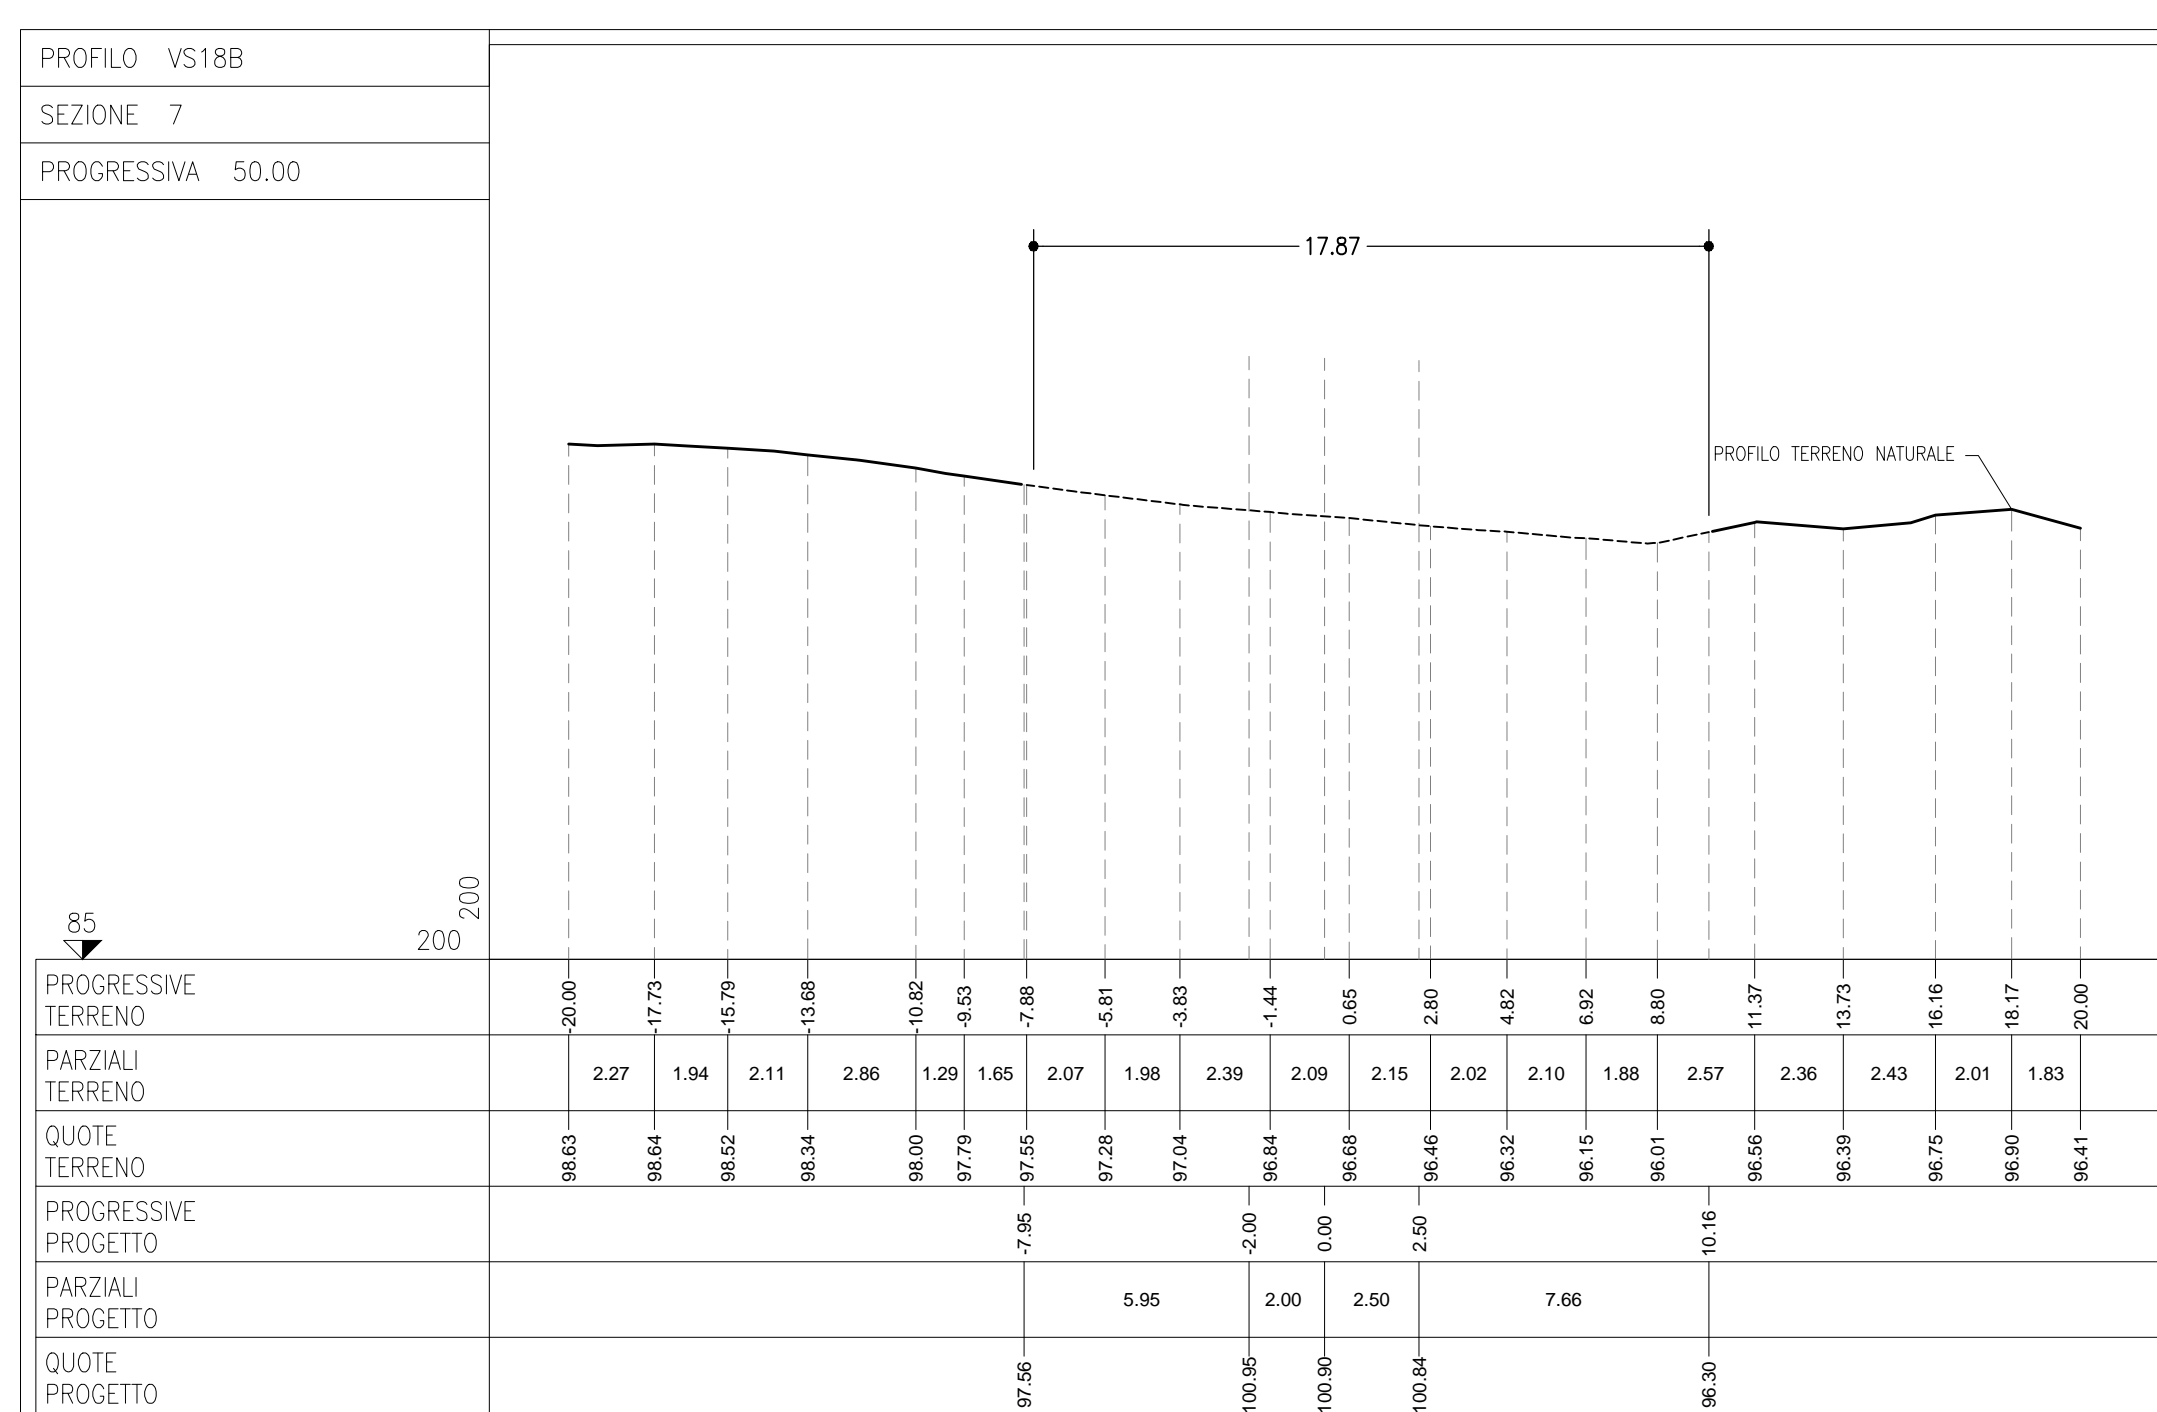 PROFILO VS18B
SEZIONE 7
PROGRESSIVA 50.00
17.87
PROFILO TERRENO NATURALE
200
85
200
PROGRESSIVE
TERRENO
-20.00 -17.73 -15.79 -13.68 -10.82 -9.53 -7.88 -5.81 -3.83 -1.44 0.65 2.80 4.82 6.92 8.80 11.37 13.73 16.16 18.17 20.00
PARZIALI
TERRENO
2.27 1.94 2.11 2.86 1.29 1.65 2.07 1.98 2.39 2.09 2.15 2.02 2.10 1.88 2.57 2.36 2.43 2.01 1.83
QUOTE
TERRENO
98.63 98.64 98.52 98.34 98.00 97.79 97.55 97.28 97.04 96.84 96.68 96.46 96.32 96.15 96.01 96.56 96.39 96.75 96.90 96.41
PROGRESSIVE
PROGETTO
-7.95 -2.00 0.00 2.50 10.16
PARZIALI
PROGETTO
5.95 2.00 2.50 7.66
QUOTE
PROGETTO
97.56 100.95 100.90 100.84 96.30